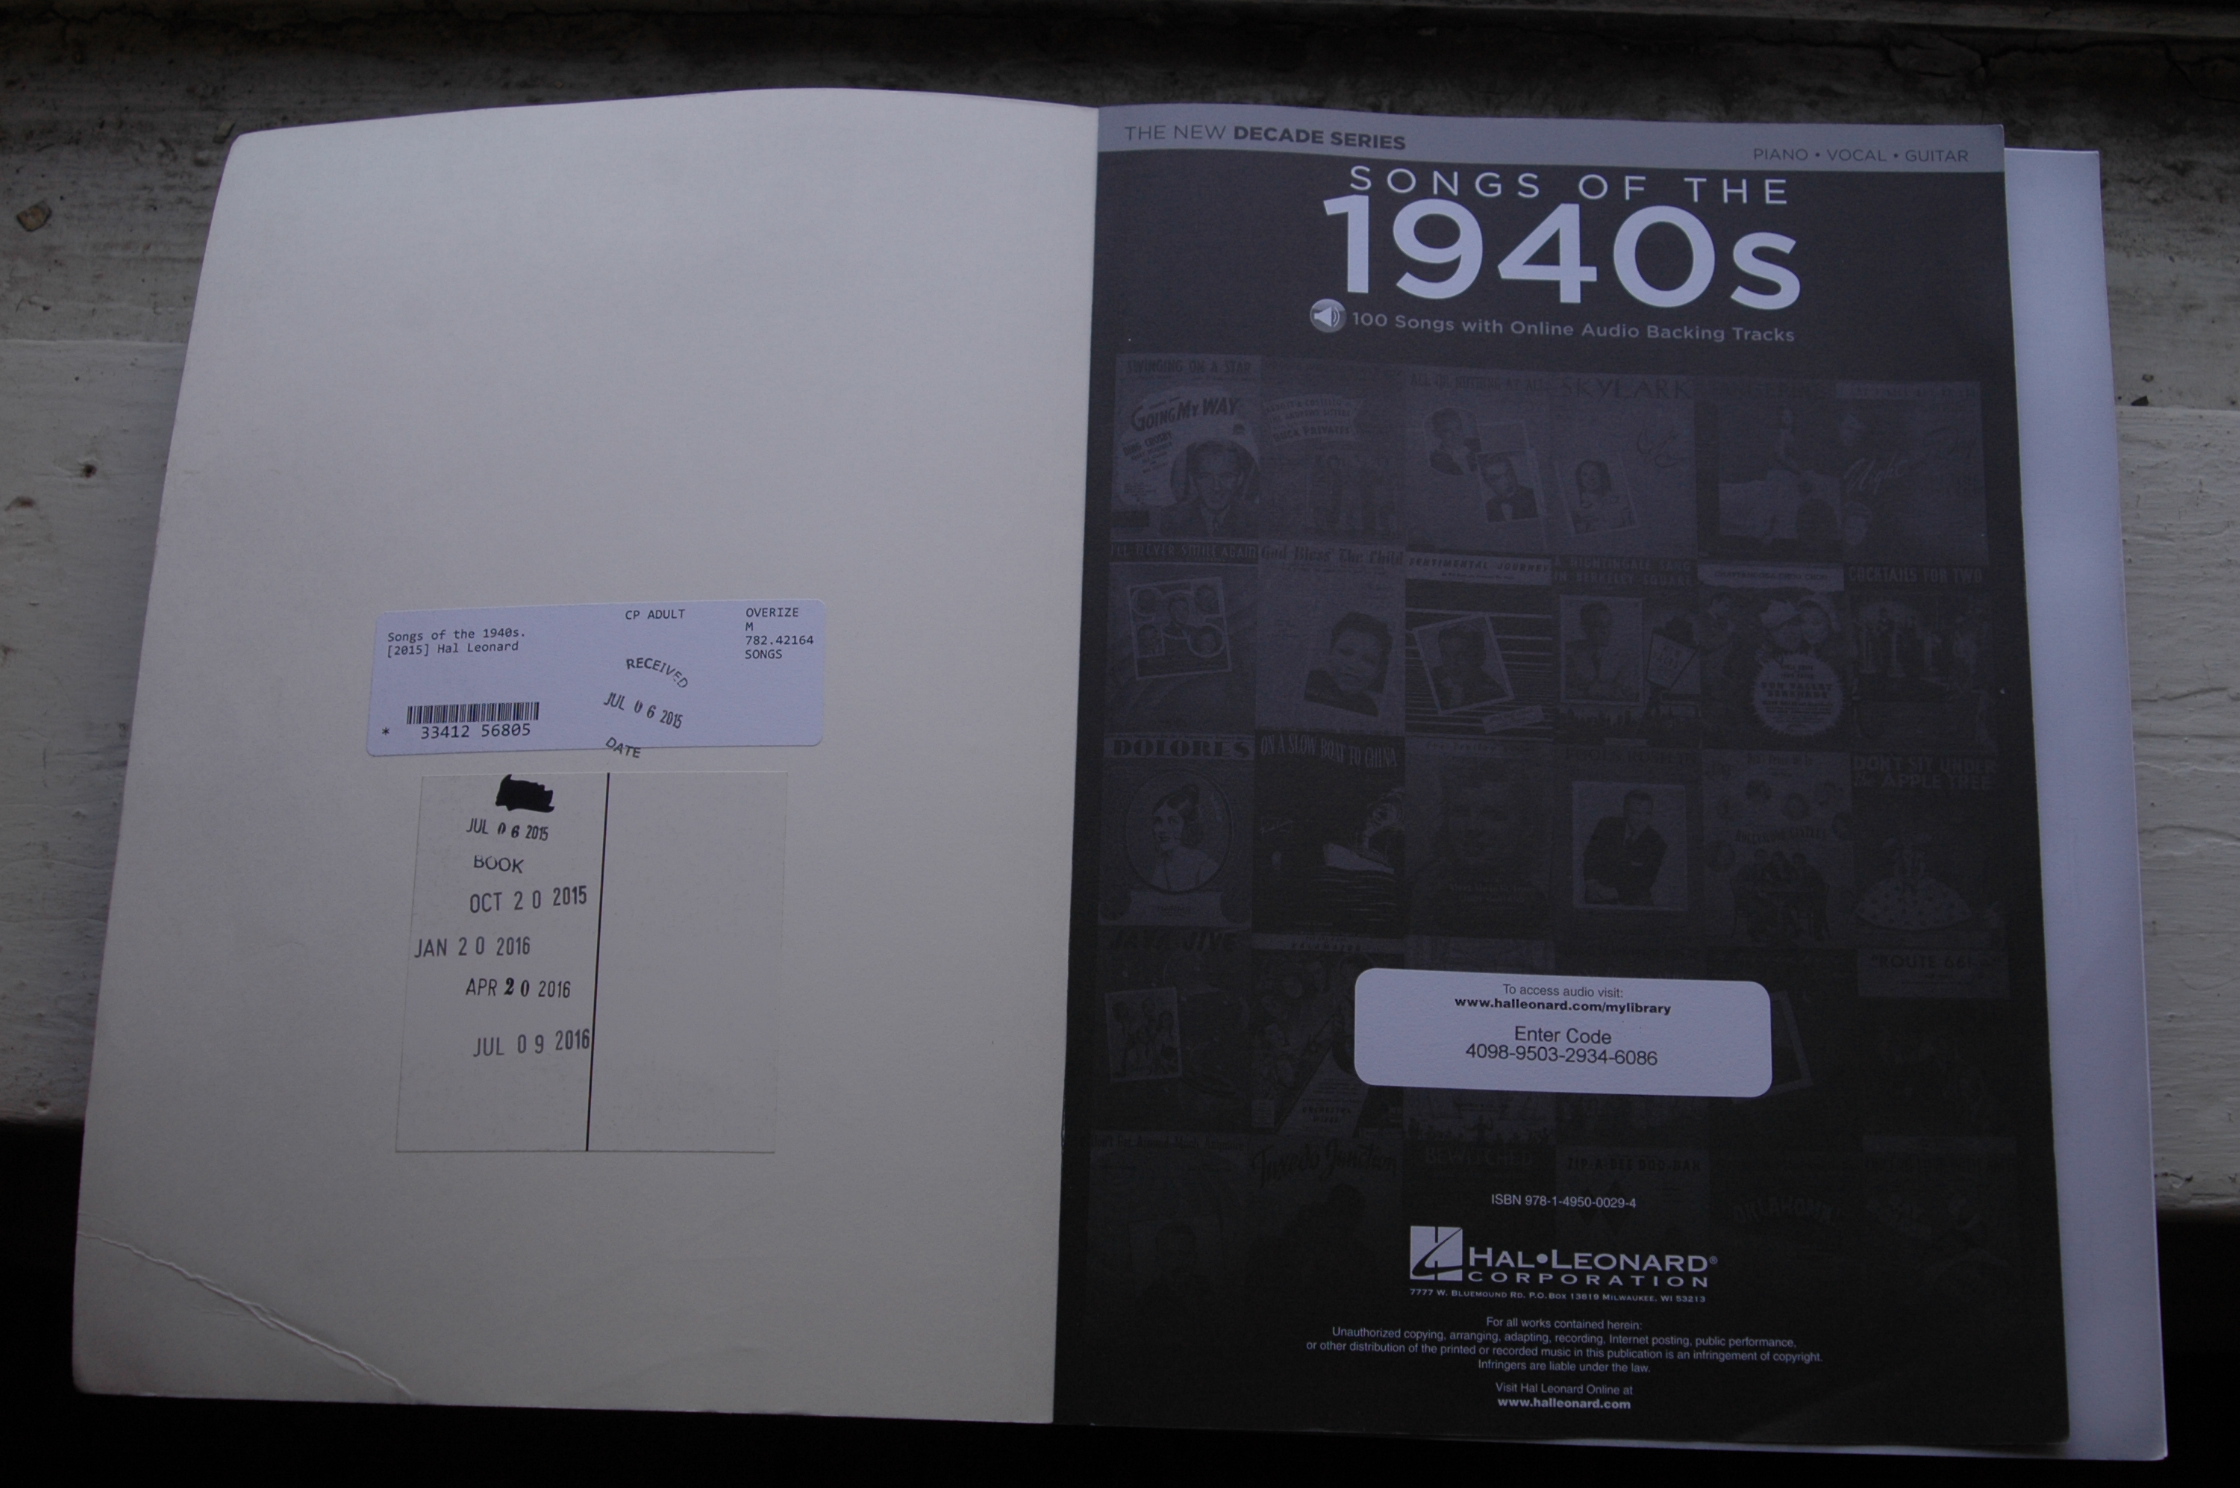 CP ADULT
OVERIZE
M
782.42164
SONGS
Songs of the 1940s.
[2015] Hal Leonard
RECEIVED
JUL 06 2015
DATE
* 33412 56805
JUL 06 2015
BOOK
OCT 20 2015
JAN 20 2016
APR 20 2016
JUL 09 2016
THE NEW DECADE SERIES
PIANO • VOCAL • GUITAR
SONGS OF THE
1940s
100 Songs with Online Audio Backing Tracks
SWINGING ON A STAR
GOING MY WAY
SKYLARK
I'LL NEVER SMILE AGAIN
God Bless' The Child
SENTIMENTAL JOURNEY
A NIGHTINGALE SANG
IN BERKELEY SQUARE
COCKTAILS FOR TWO
DOLORES
ON A SLOW BOAT TO CHINA
DON'T SIT UNDER
the APPLE TREE
JAVA JIVE
"ROUTE 66"
To access audio visit:
www.halleonard.com/mylibrary
Enter Code
4098-9503-2934-6086
Tuxedo Junction
BEWITCHED
ZIP-A-DEE-DOO-DAH
OKLAHOMA!
ISBN 978-1-4950-0029-4
HAL•LEONARD®
CORPORATION
7777 W. BLUEMOUND RD. P.O. BOX 13819 MILWAUKEE, WI 53213
For all works contained herein:
Unauthorized copying, arranging, adapting, recording, Internet posting, public performance,
or other distribution of the printed or recorded music in this publication is an infringement of copyright.
Infringers are liable under the law.
Visit Hal Leonard Online at
www.halleonard.com